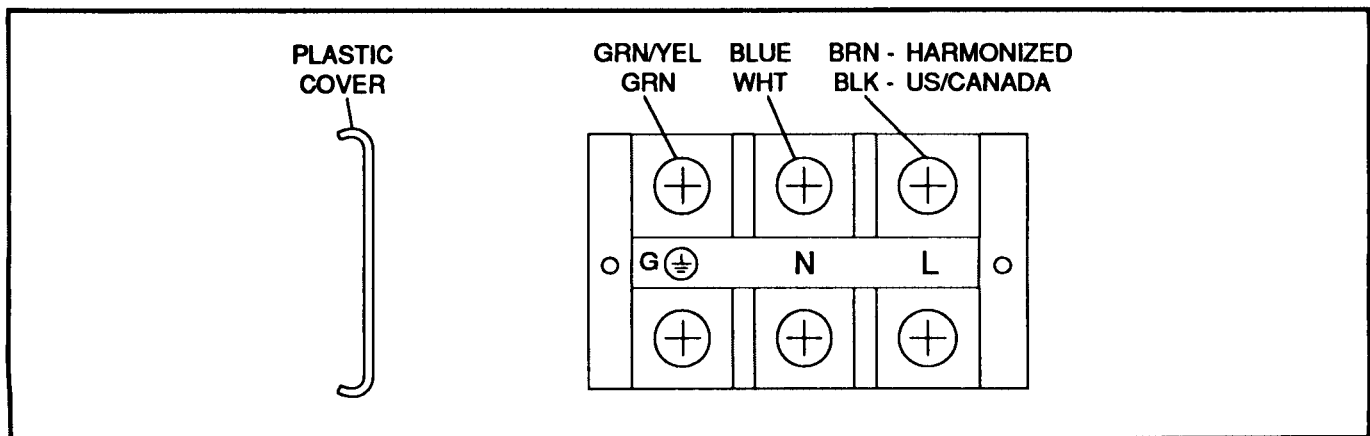 PLASTIC
COVER
GRN/YEL BLUE BRN - HARMONIZED
GRN WHT BLK - US/CANADA
G N L